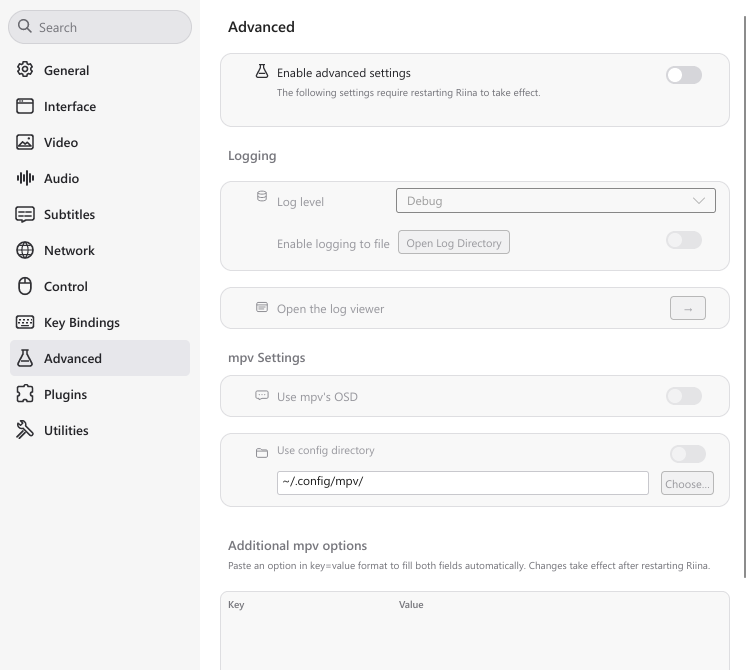 Search
General
Interface
Video
Audio
Subtitles
Network
Control
Key Bindings
Advanced
Plugins
Utilities
Advanced
Enable advanced settings
The following settings require restarting Riina to take effect.
Logging
Log level
Debug
Enable logging to file
Open Log Directory
Open the log viewer
→
mpv Settings
Use mpv's OSD
Use config directory
~/.config/mpv/
Choose...
Additional mpv options
Paste an option in key=value format to fill both fields automatically. Changes take effect after restarting Riina.
Key
Value